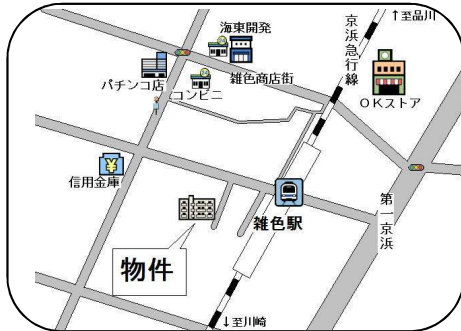 ↑至品川
海東開発
京浜急行線
雑色商店街
パチンコ店
コンビニ
OKストア
信用金庫
¥
雑色駅
第一京浜
物件
↓至川崎